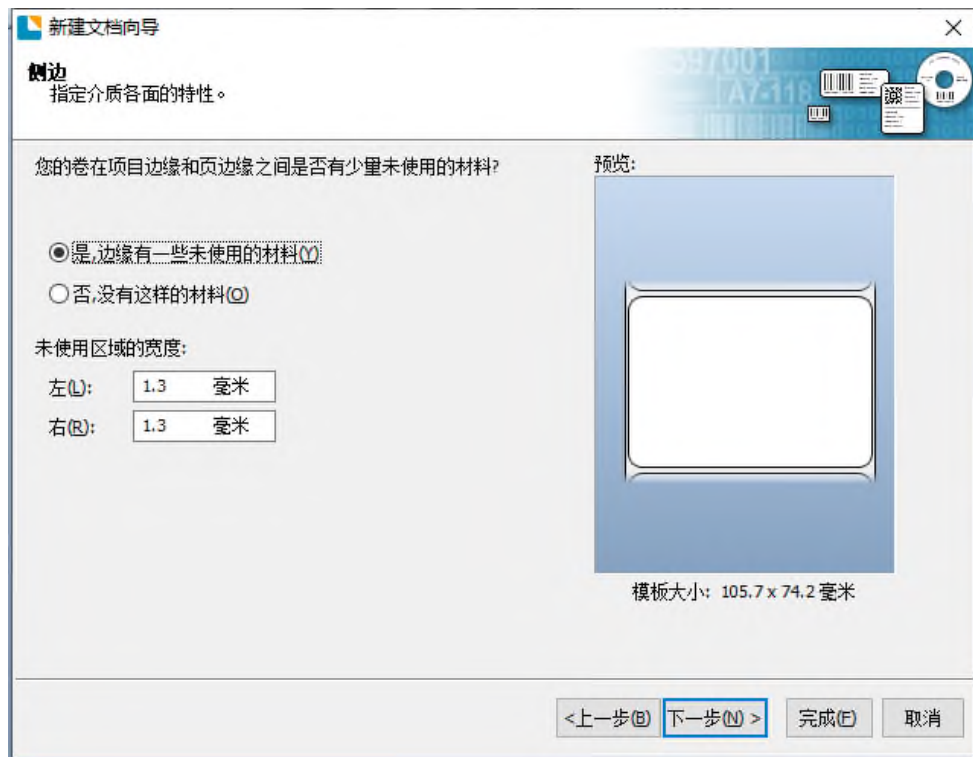 新建文档向导
侧边
指定介质各面的特性。
597001
A7-118
您的卷在项目边缘和页边缘之间是否有少量未使用的材料?
预览:
是,边缘有一些未使用的材料(Y)
否,没有这样的材料(O)
未使用区域的宽度:
左(L): 1.3 毫米
右(R): 1.3 毫米
模板大小: 105.7 x 74.2 毫米
<上一步(B) 下一步(N) > 完成(F) 取消